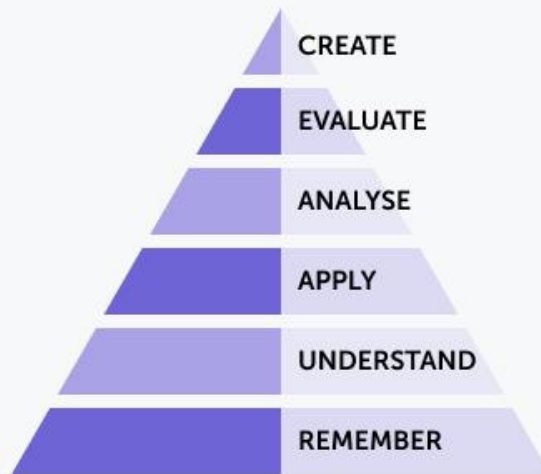 CREATE
EVALUATE
ANALYSE
APPLY
UNDERSTAND
REMEMBER